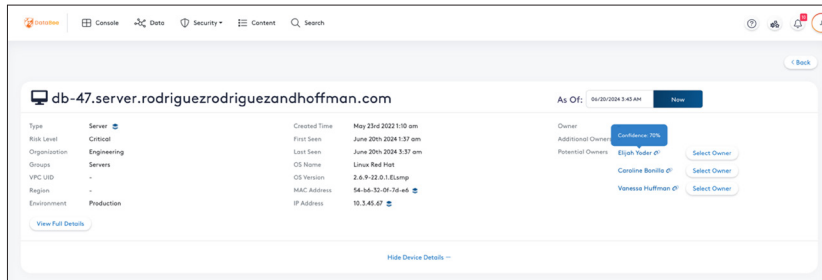 DataBee
Console Data Security Content Search
< Back
db-47.server.rodriguezrodriguezandhoffman.com
As Of: 06/20/2024 3:43 AM Now
Type Server
Risk Level Critical
Organization Engineering
Groups Servers
VPC UID -
Region -
Environment Production
View Full Details
Created Time May 23rd 2022 1:10 am
First Seen June 20th 2024 1:37 am
Last Seen June 20th 2024 3:37 am
OS Name Linux Red Hat
OS Version 2.6.9-22.0.1.ELsmp
MAC Address 54-b6-32-0f-7d-e6
IP Address 10.3.45.67
Owner
Additional Owners
Confidence: 70%
Potential Owners Elijah Yoder Select Owner
Caroline Bonilla Select Owner
Vanessa Huffman Select Owner
Hide Device Details —